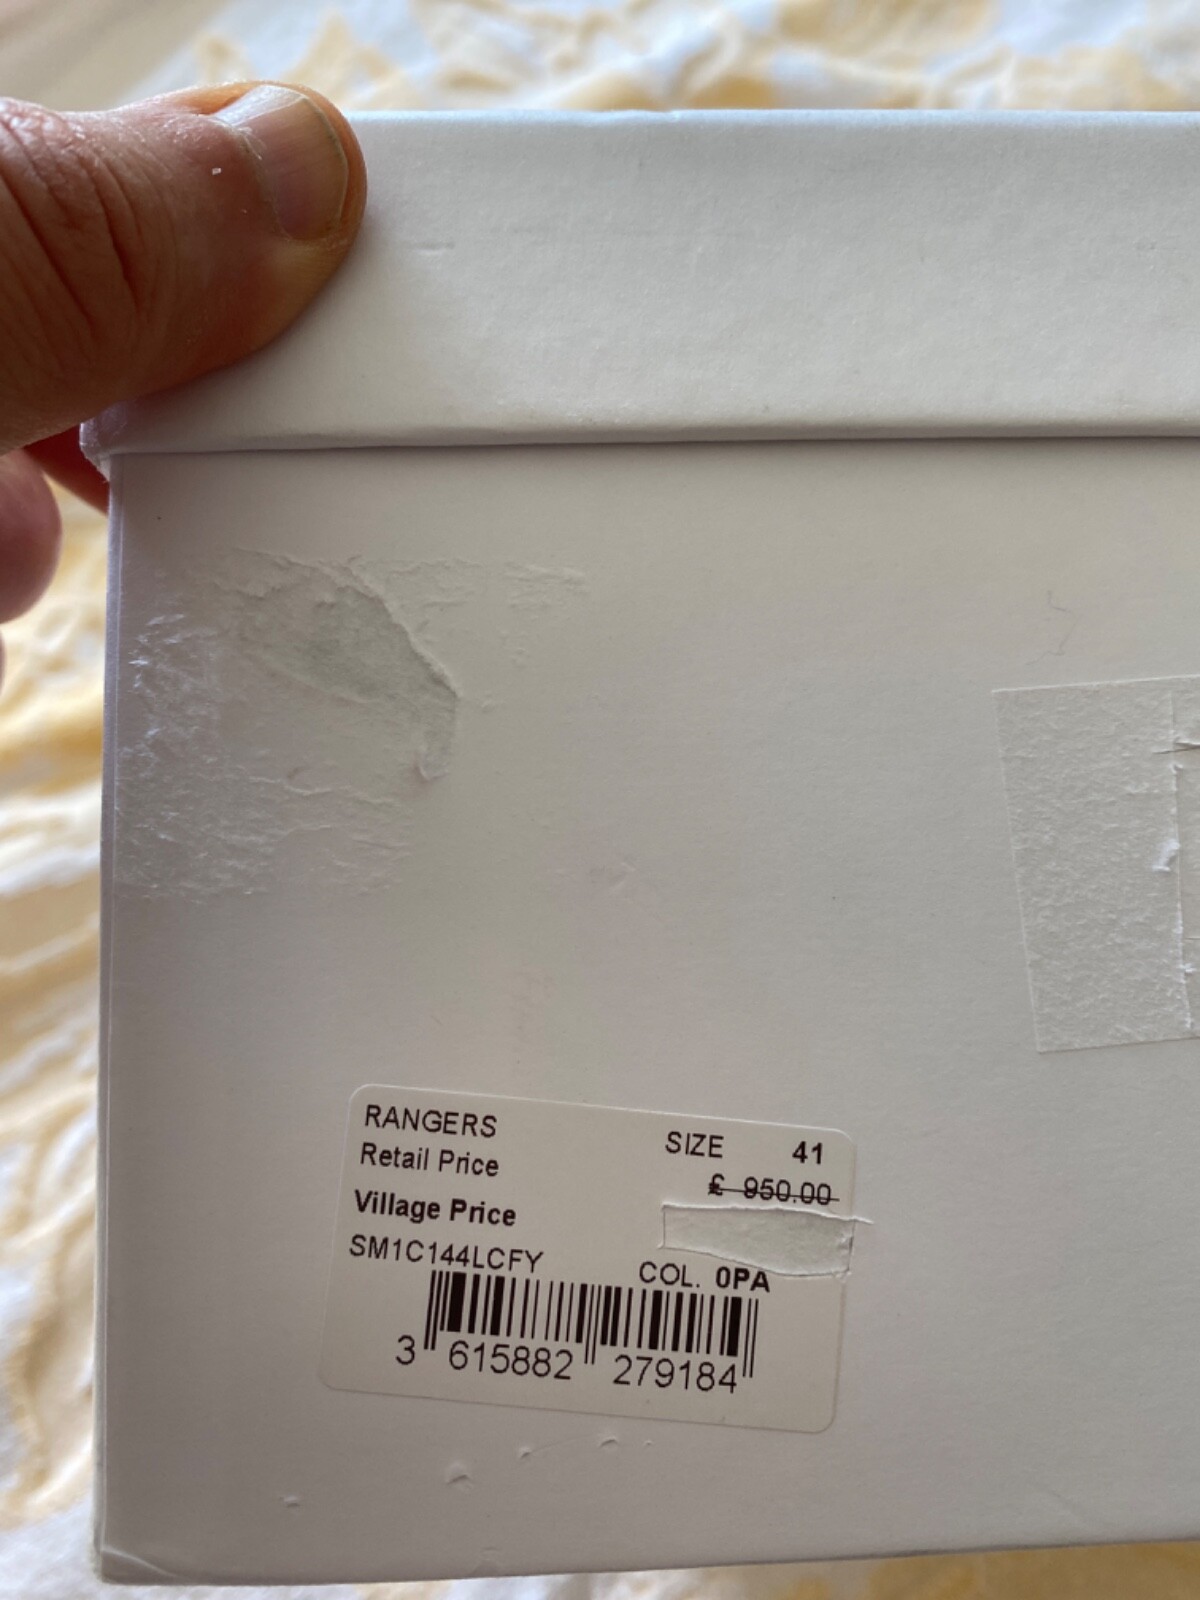 RANGERS
SIZE 41
Retail Price
£ 950.00
Village Price
SM1C144LCFY
COL. 0PA
3 615882 279184